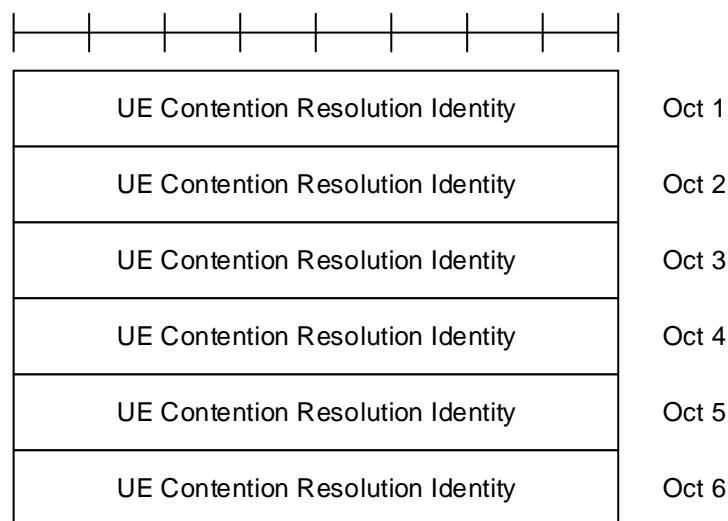 UE Contention Resolution Identity Oct 1
UE Contention Resolution Identity Oct 2
UE Contention Resolution Identity Oct 3
UE Contention Resolution Identity Oct 4
UE Contention Resolution Identity Oct 5
UE Contention Resolution Identity Oct 6